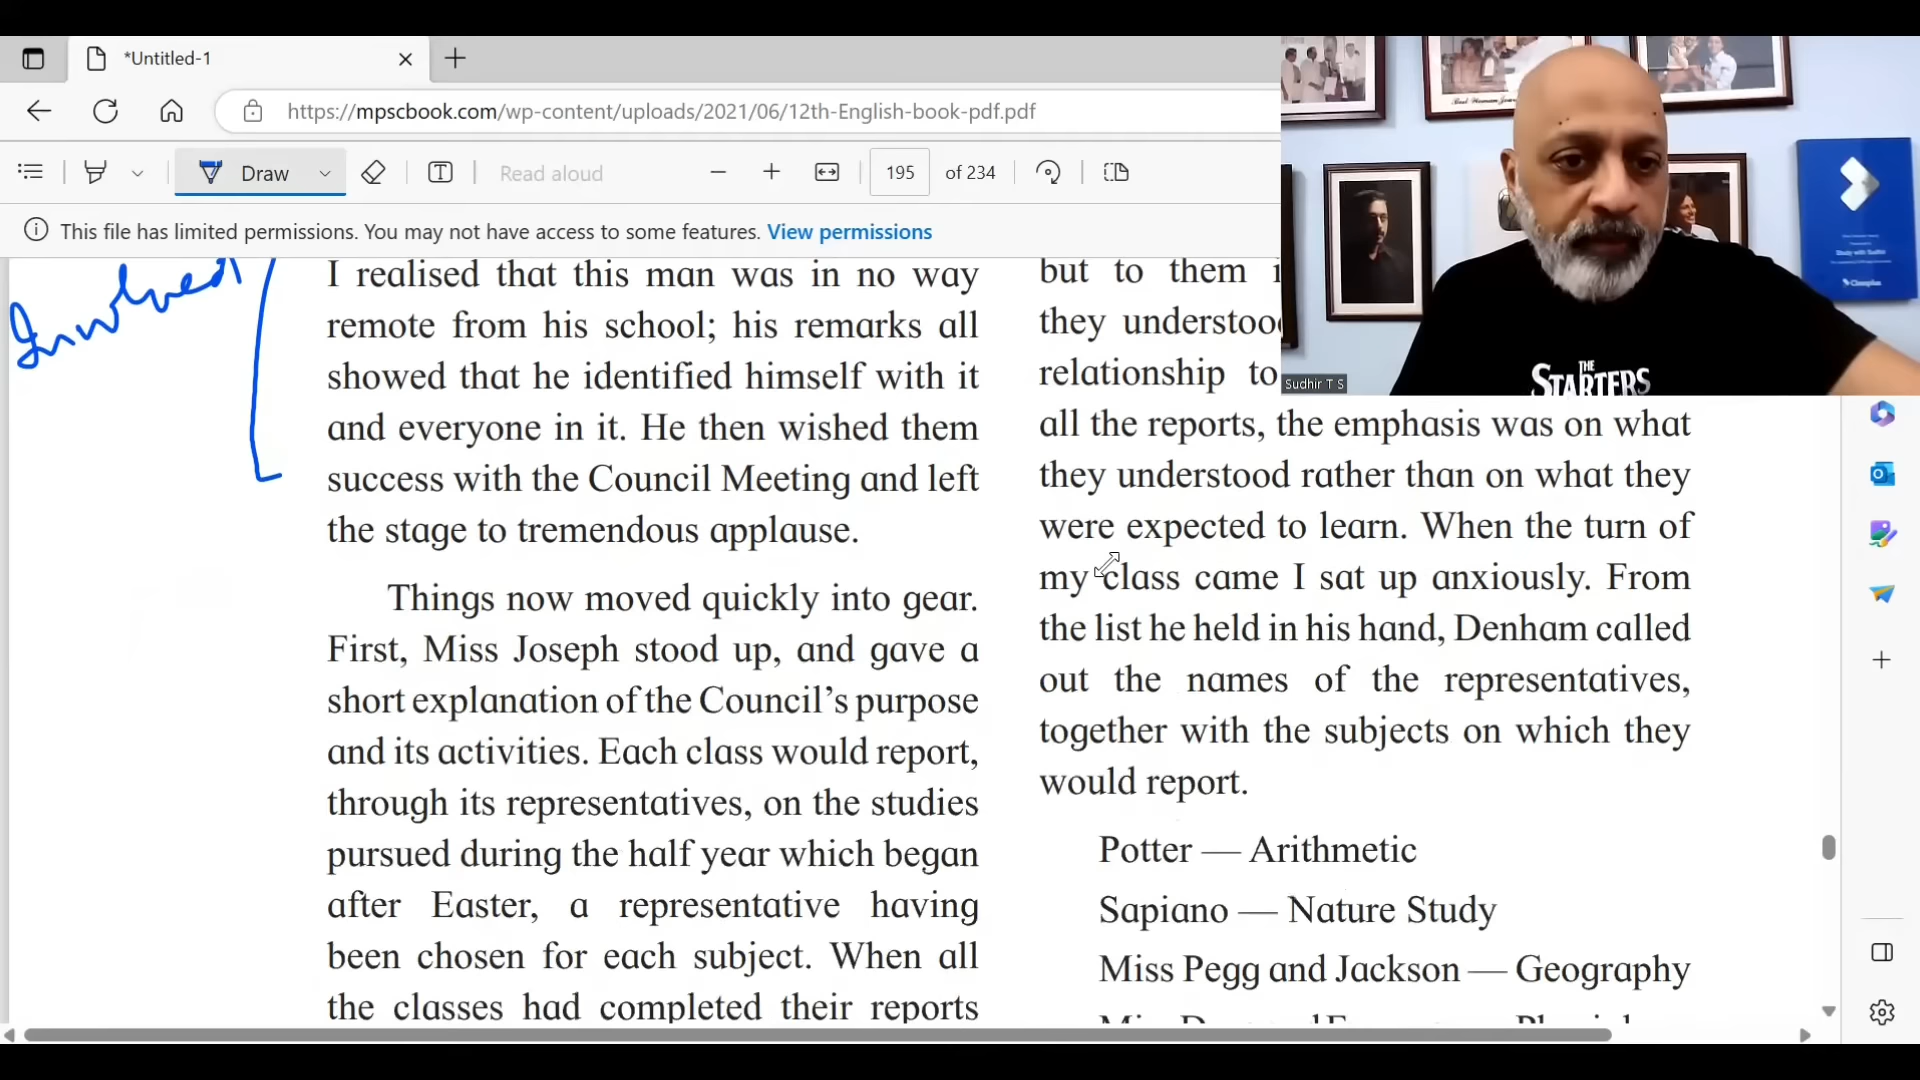 *Untitled-1
https://mpscbook.com/wp-content/uploads/2021/06/12th-English-book-pdf.pdf
Draw
Read aloud
195 of 234
This file has limited permissions. You may not have access to some features. View permissions
Involved
I realised that this man was in no way
remote from his school; his remarks all
showed that he identified himself with it
and everyone in it. He then wished them
success with the Council Meeting and left
the stage to tremendous applause.
Things now moved quickly into gear.
First, Miss Joseph stood up, and gave a
short explanation of the Council's purpose
and its activities. Each class would report,
through its representatives, on the studies
pursued during the half year which began
after Easter, a representative having
been chosen for each subject. When all
the classes had completed their reports
but to them
they
relationship to
all the reports, the emphasis was on what
they understood rather than on what they
were expected to learn. When the turn of
my class came I sat up anxiously. From
the list he held in his hand, Denham called
out the names of the representatives,
together with the subjects on which they
would report.
Potter — Arithmetic
Sapiano — Nature Study
Miss Pegg and Jackson — Geography
Sudhir T S
THE
STARTERS
Study with Sudhir